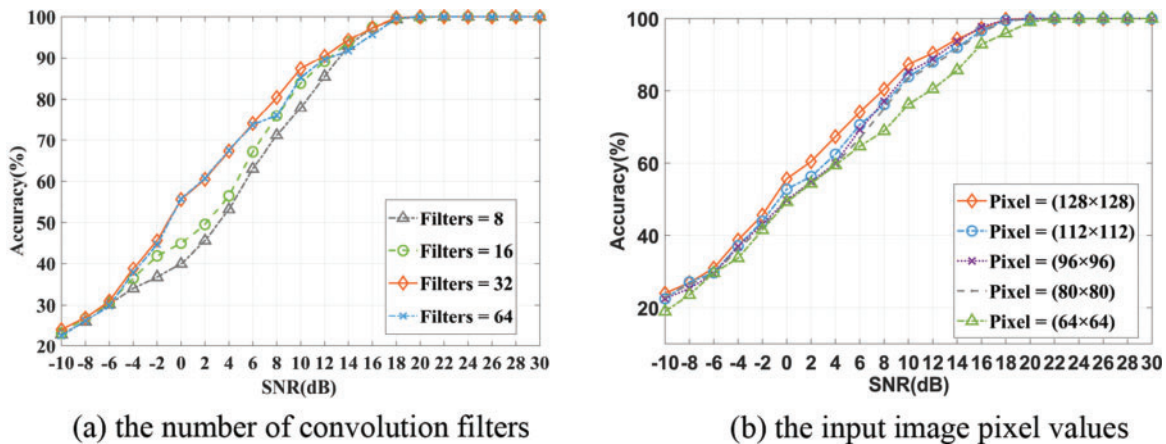 100
90
80
70
60
50
40
30
20
Accuracy(%)
Filters = 8
Filters = 16
Filters = 32
Filters = 64
-10 -8 -6 -4 -2 0 2 4 6 8 10 12 14 16 18 20 22 24 26 28 30
SNR(dB)
(a) the number of convolution filters
100
80
60
40
20
Accuracy(%)
Pixel = (128×128)
Pixel = (112×112)
Pixel = (96×96)
Pixel = (80×80)
Pixel = (64×64)
-10 -8 -6 -4 -2 0 2 4 6 8 10 12 14 16 18 20 22 24 26 28 30
SNR(dB)
(b) the input image pixel values